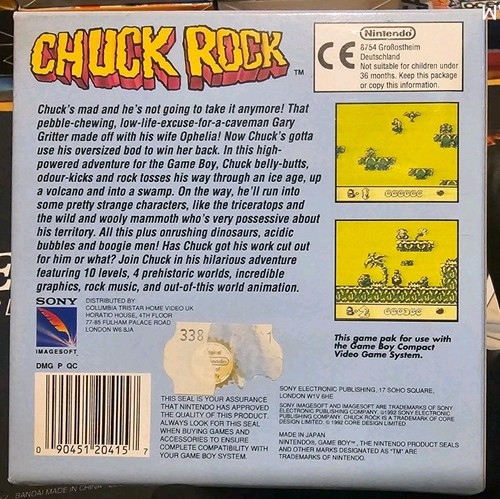 CHUCK ROCK TM
Nintendo
CE
8754 Großostheim
Deutschland
Not suitable for children under
36 months. Keep this package
or copy this information.
Chuck's mad and he's not going to take it anymore! That
pebble-chewing, low-life-excuse-for-a-caveman Gary
Gritter made off with his wife Ophelia! Now Chuck's gotta
use his oversized bod to win her back. In this high-
powered adventure for the Game Boy, Chuck belly-butts,
odour-kicks and rock tosses his way through an ice age, up
a volcano and into a swamp. On the way, he'll run into
some pretty strange characters, like the triceratops and
the wild and wooly mammoth who's very possessive about
his territory. All this plus onrushing dinosaurs, acidic
bubbles and boogie men! Has Chuck got his work cut out
for him or what? Join Chuck in his hilarious adventure
featuring 10 levels, 4 prehistoric worlds, incredible
graphics, rock music, and out-of-this world animation.
SONY
IMAGESOFT
DISTRIBUTED BY:
COLUMBIA TRISTAR HOME VIDEO UK
HORATIO HOUSE, 4TH FLOOR
77-85 FULHAM PALACE ROAD
LONDON W6 8JA
This game pak for use with
the Game Boy Compact
Video Game System.
DMG P QC
338
1
Nintendo
0 90451 20415 7
THIS SEAL IS YOUR ASSURANCE
THAT NINTENDO HAS APPROVED
THE QUALITY OF THIS PRODUCT.
ALWAYS LOOK FOR THIS SEAL
WHEN BUYING GAMES AND
ACCESSORIES TO ENSURE
COMPLETE COMPATIBILITY WITH
YOUR GAME BOY SYSTEM.
SONY ELECTRONIC PUBLISHING, 17 SOHO SQUARE,
LONDON W1V 6HE
SONY IMAGESOFT AND IMAGESOFT ARE TRADEMARKS OF SONY
ELECTRONIC PUBLISHING COMPANY. ©1992 SONY ELECTRONIC
PUBLISHING COMPANY. CHUCK ROCK IS A TRADEMARK OF CORE
DESIGN LIMITED. © 1992 CORE DESIGN LIMITED
MADE IN JAPAN
NINTENDO®, GAME BOY™, THE NINTENDO PRODUCT SEALS
AND OTHER MARKS DESIGNATED AS "TM" ARE
TRADEMARKS OF NINTENDO.
BANDAI MADE IN CHINA